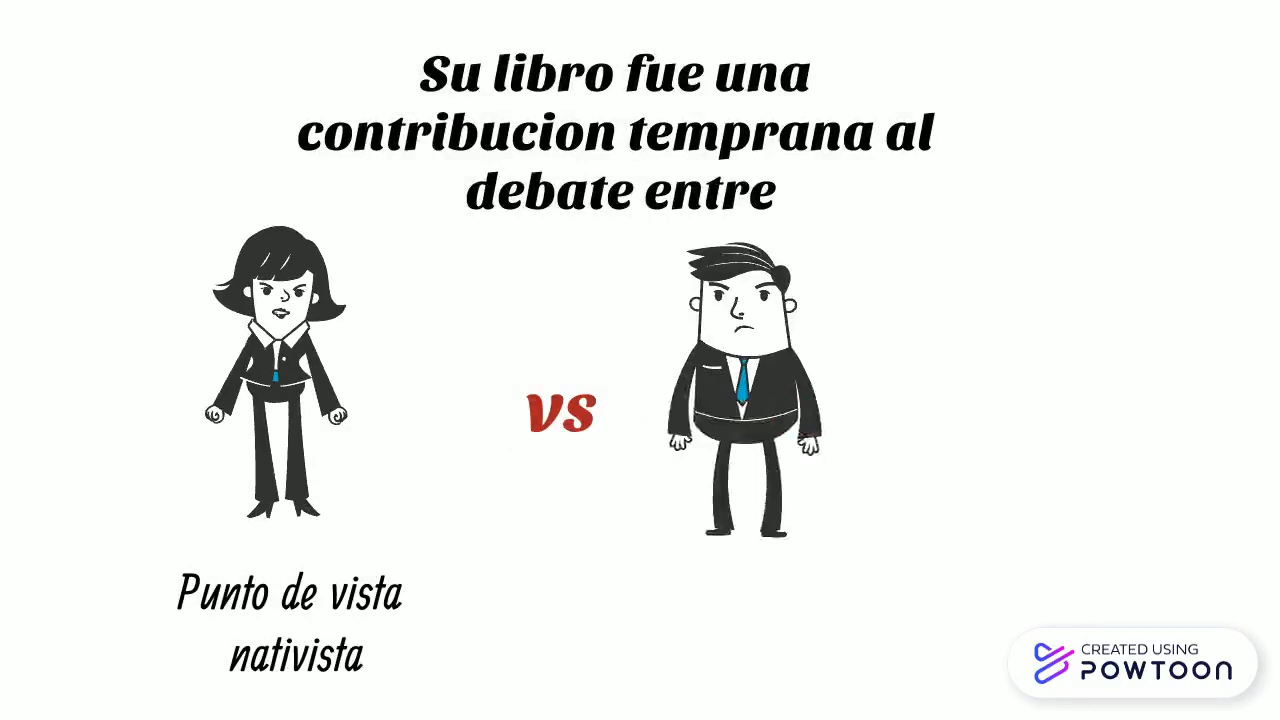 Su libro fue una
contribucion temprana al
debate entre
vs
Punto de vista
nativista
CREATED USING
POWTOON